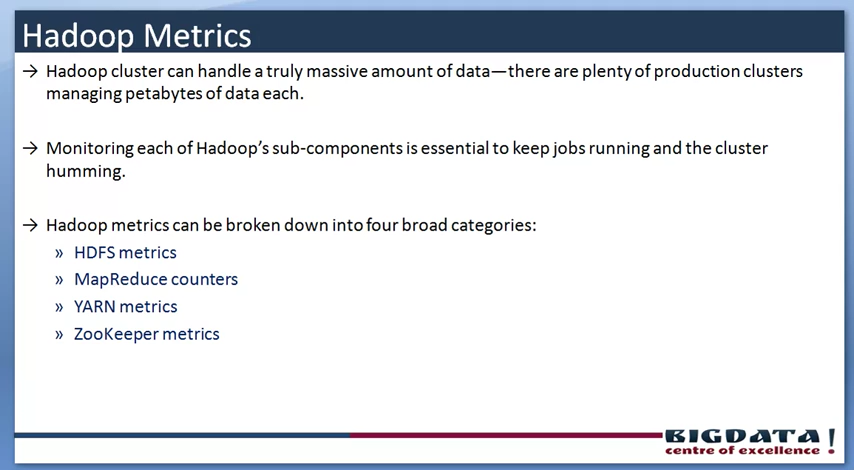 Hadoop Metrics
→ Hadoop cluster can handle a truly massive amount of data—there are plenty of production clusters
managing petabytes of data each.
→ Monitoring each of Hadoop's sub-components is essential to keep jobs running and the cluster
humming.
→ Hadoop metrics can be broken down into four broad categories:
» HDFS metrics
» MapReduce counters
» YARN metrics
» ZooKeeper metrics
BIGDATA!
centre of excellence